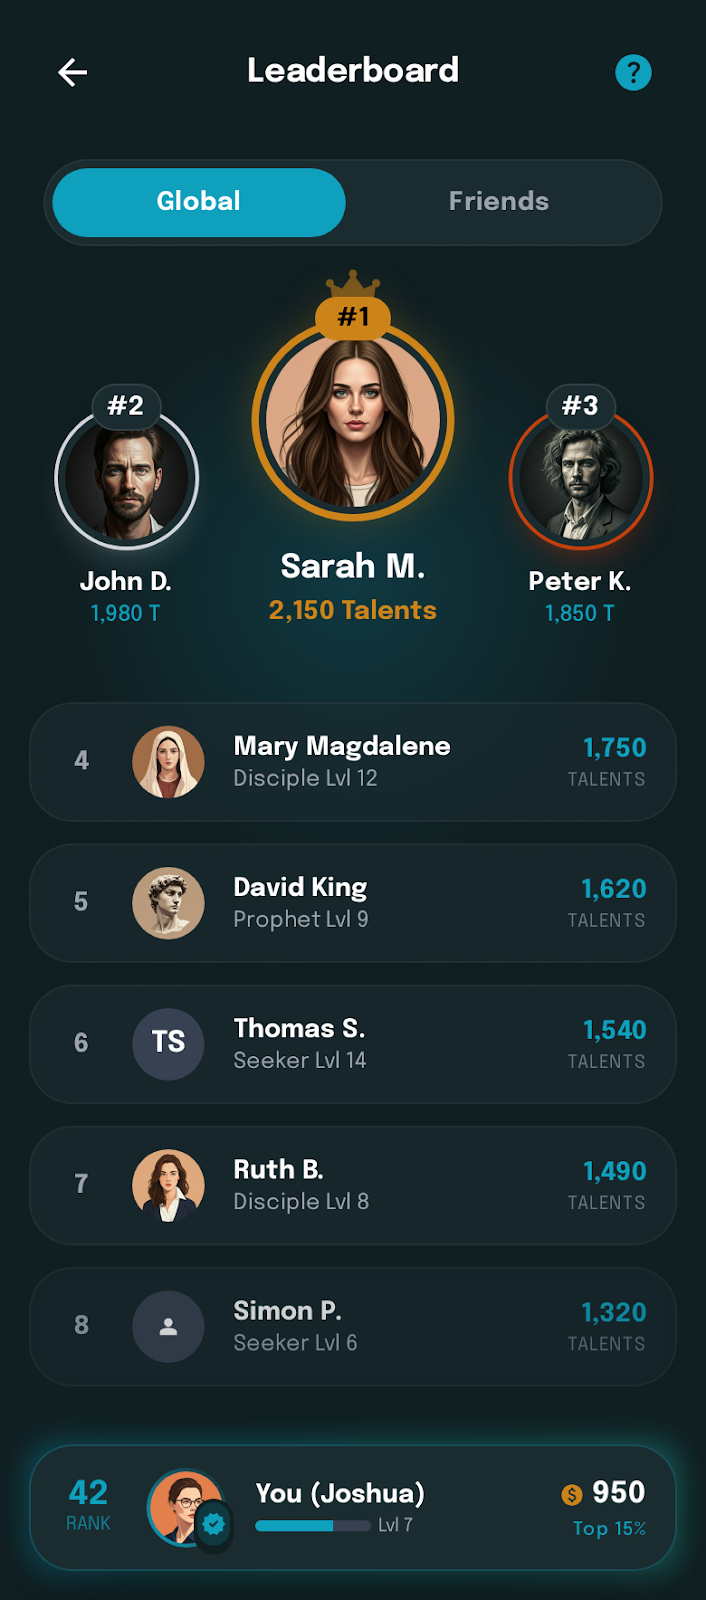 Leaderboard
?
Global
Friends
#1
#2
#3
Sarah M.
2,150 Talents
John D.
1,980 T
Peter K.
1,850 T
4
Mary Magdalene
Disciple Lvl 12
1,750
TALENTS
5
David King
Prophet Lvl 9
1,620
TALENTS
6
TS
Thomas S.
Seeker Lvl 14
1,540
TALENTS
7
Ruth B.
Disciple Lvl 8
1,490
TALENTS
8
Simon P.
Seeker Lvl 6
1,320
TALENTS
42
RANK
You (Joshua)
Lvl 7
$ 950
Top 15%